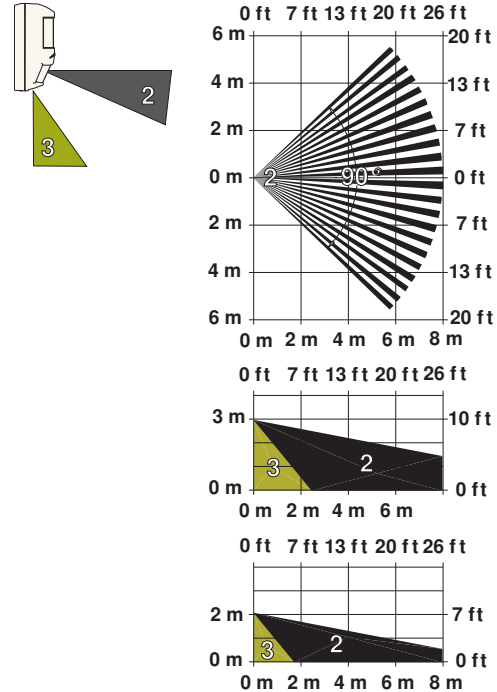 0 ft 7 ft 13 ft 20 ft 26 ft
6 m 20 ft
4 m 13 ft
2 m 7 ft
0 m 2 90° 0 ft
2 m 7 ft
4 m 13 ft
6 m 20 ft
0 m 2 m 4 m 6 m 8 m
2
3
0 ft 7 ft 13 ft 20 ft 26 ft
3 m 10 ft
3 2
0 m 0 ft
0 m 2 m 4 m 6 m
0 ft 7 ft 13 ft 20 ft 26 ft
2 m 7 ft
3 2
0 m 0 ft
0 m 2 m 4 m 6 m 8 m